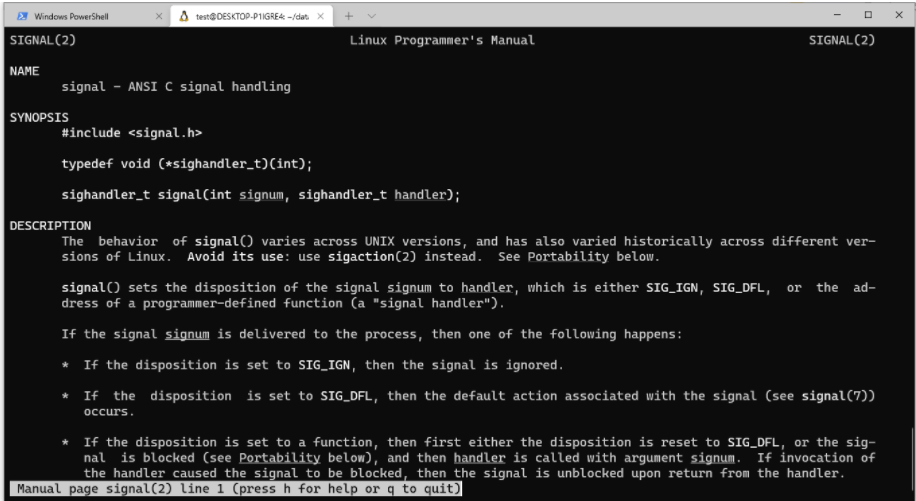 Windows PowerShell
test@DESKTOP-P1IGRE4: ~/data
SIGNAL(2) Linux Programmer's Manual SIGNAL(2)
NAME
signal – ANSI C signal handling
SYNOPSIS
#include <signal.h>
typedef void (*sighandler_t)(int);
sighandler_t signal(int signum, sighandler_t handler);
DESCRIPTION
The behavior of signal() varies across UNIX versions, and has also varied historically across different ver–
sions of Linux. Avoid its use: use sigaction(2) instead. See Portability below.
signal() sets the disposition of the signal signum to handler, which is either SIG_IGN, SIG_DFL, or the ad–
dress of a programmer-defined function (a "signal handler").
If the signal signum is delivered to the process, then one of the following happens:
* If the disposition is set to SIG_IGN, then the signal is ignored.
* If the disposition is set to SIG_DFL, then the default action associated with the signal (see signal(7))
occurs.
* If the disposition is set to a function, then first either the disposition is reset to SIG_DFL, or the sig–
nal is blocked (see Portability below), and then handler is called with argument signum. If invocation of
the handler caused the signal to be blocked, then the signal is unblocked upon return from the handler.
Manual page signal(2) line 1 (press h for help or q to quit)